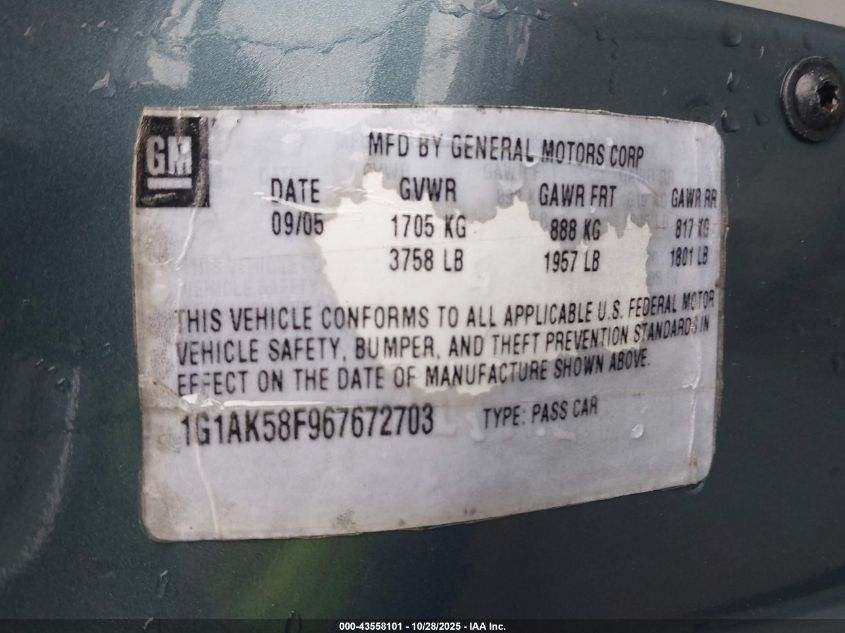 GM
MFD BY GENERAL MOTORS CORP
DATE GVWR GAWR FRT GAWR RR
09/05 1705 KG 888 KG 817 KG
3758 LB 1957 LB 1801 LB
THIS VEHICLE CONFORMS TO ALL APPLICABLE U.S. FEDERAL MOTOR
VEHICLE SAFETY, BUMPER, AND THEFT PREVENTION STANDARDS IN
EFFECT ON THE DATE OF MANUFACTURE SHOWN ABOVE.
1G1AK58F967672703 TYPE: PASS CAR
000-43558101 | 10/28/2025 - IAA Inc.